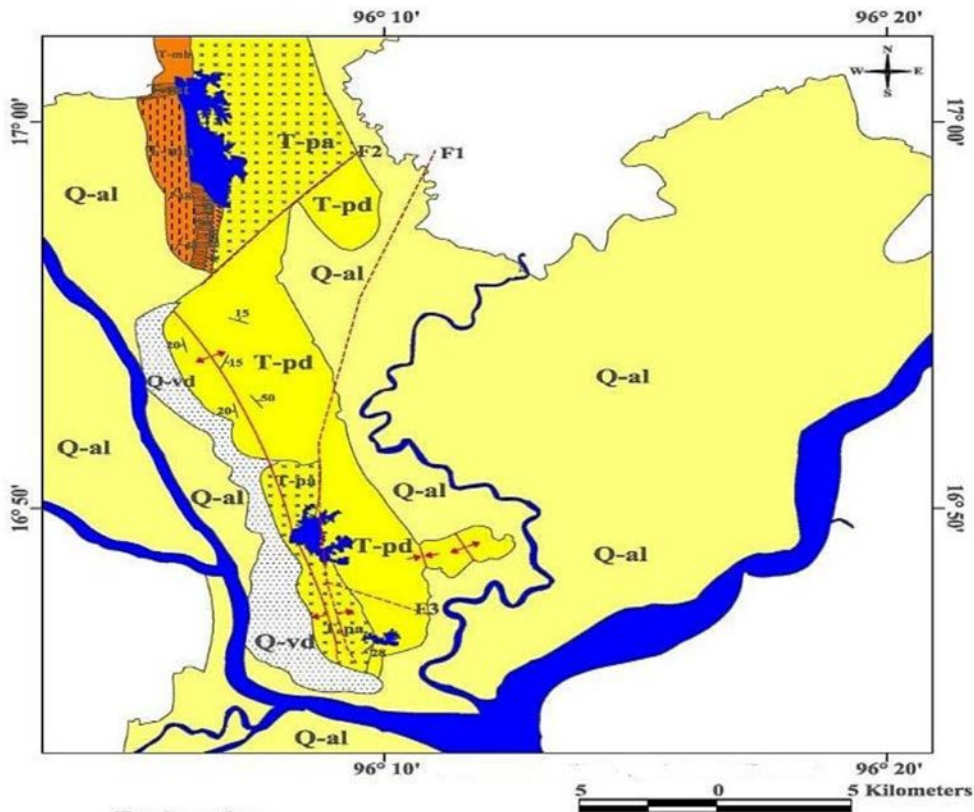 96° 10'
96° 20'
N
W E
S
T-mb
17° 00'
17° 00'
T-pa
F2
F1
Q-al
T-pd
Q-al
15
20
15
T-pd
Q-al
Q-vd
50
20
Q-al
Q-al
T-pa
Q-al
16° 50'
16° 50'
T-pd
Q-al
F3
T-pa
Q-vd
28
Q-al
96° 10'
96° 20'
5 0 5 Kilometers